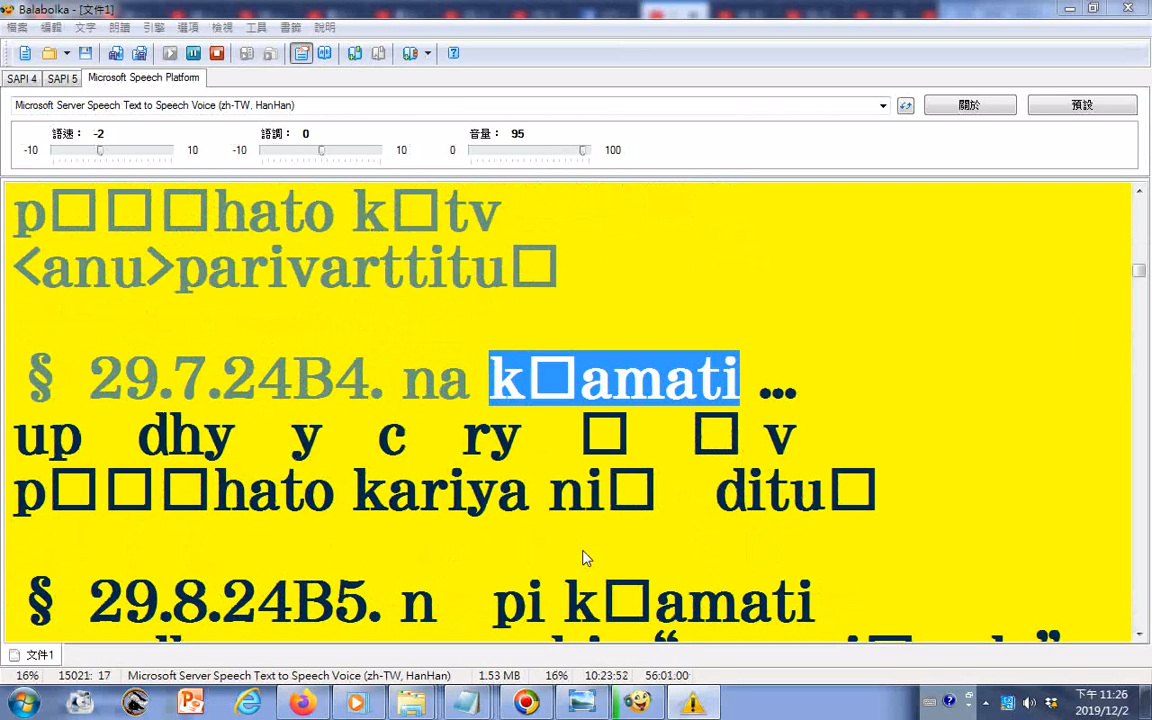 Balabolka - [文件1]
檔案 編輯 文字 朗讀 引擎 選項 檢視 工具 書籤 說明
SAPI 4 SAPI 5 Microsoft Speech Platform
Microsoft Server Speech Text to Speech Voice (zh-TW, HanHan) 關於 預設
語速： -2 語調： 0 音量： 95
-10 10 -10 10 0 100
p□□□hato k□tv
<anu>parivarttitu□
§ 29.7.24B4. na k□amati ...
up dhy y c ry □ □ v
p□□□hato kariya ni□ ditu□
§ 29.8.24B5. n pi k□amati
文件1
16% 15021: 17 Microsoft Server Speech Text to Speech Voice (zh-TW, HanHan) 1.53 MB 16% 10:23:52 56:01.00
下午 11:26
2019/12/2